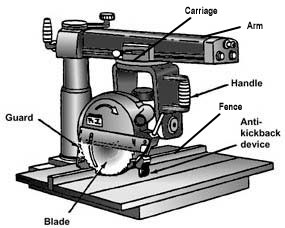 Carriage
Arm
Handle
Guard
Fence
Anti-
kickback
device
Blade